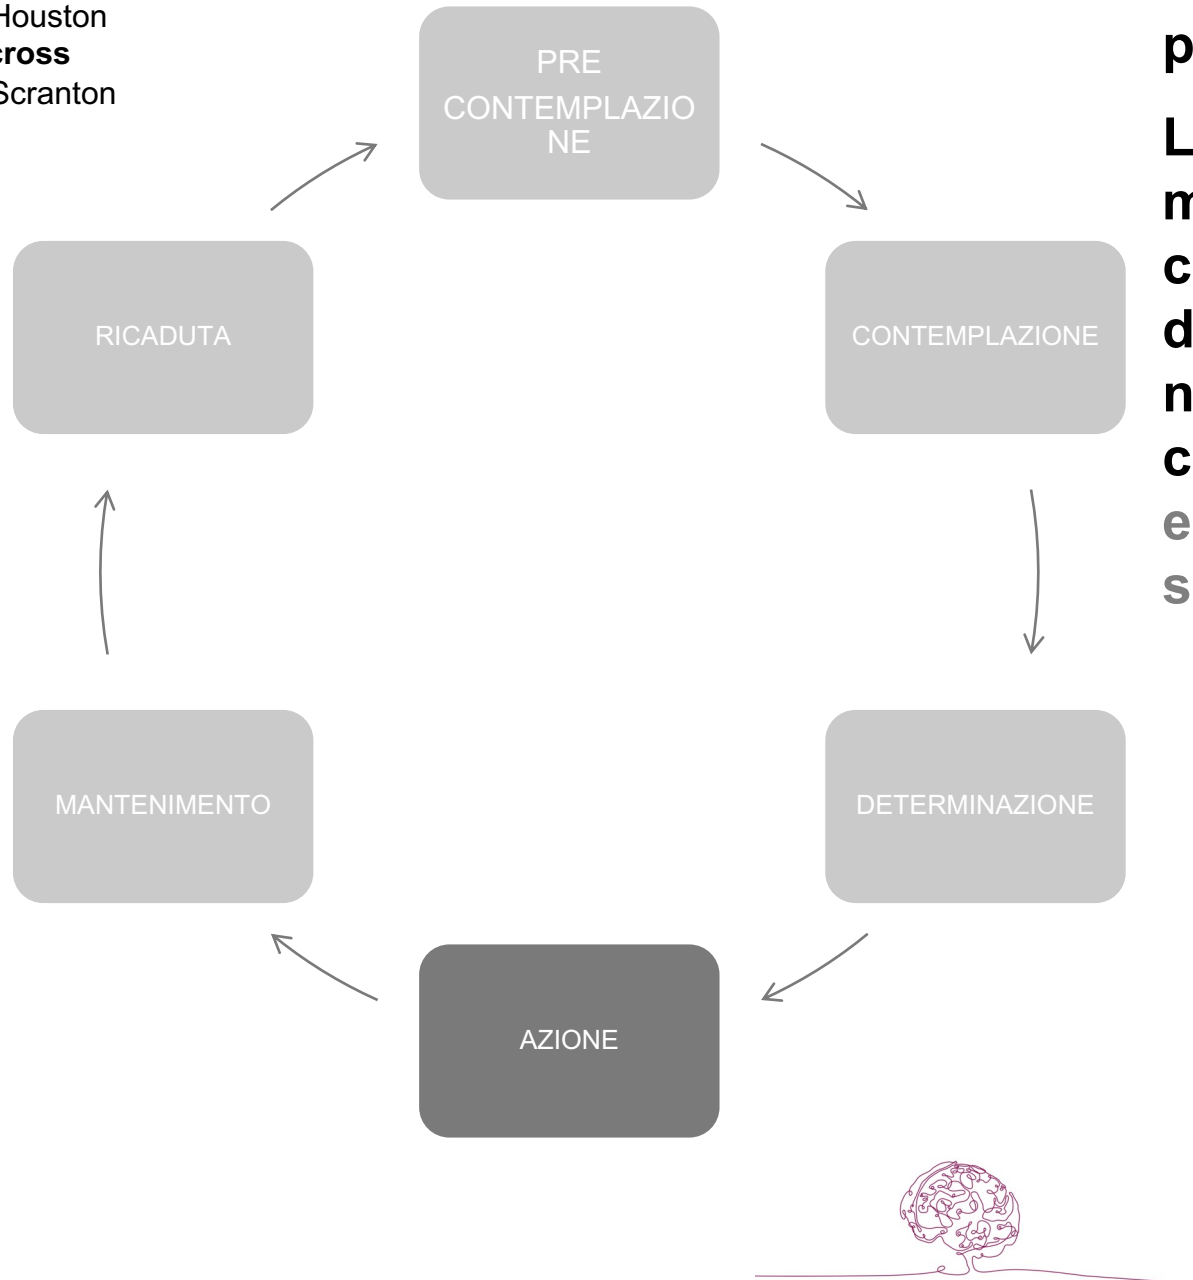 Houston
cross
Scranton
PRE
CONTEMPLAZIO
NE
RICADUTA
CONTEMPLAZIONE
MANTENIMENTO
DETERMINAZIONE
AZIONE
p
L
m
c
d
n
c
e
s